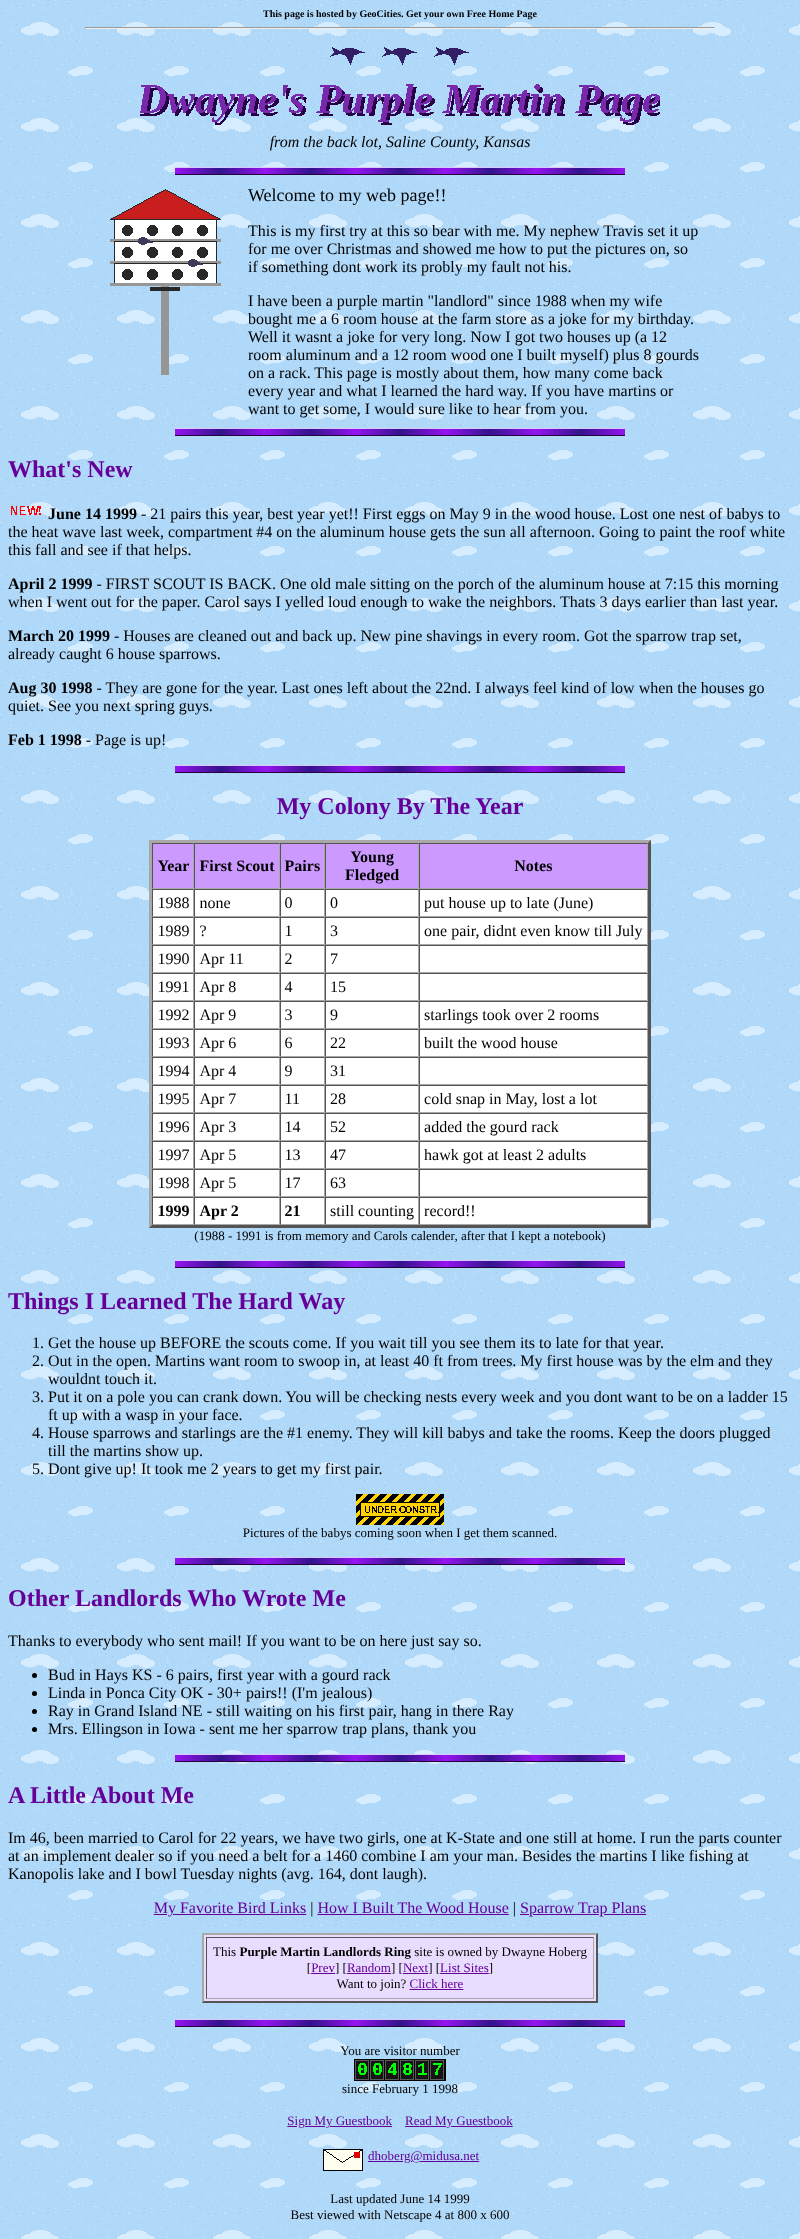 This page is hosted by GeoCities. Get your own Free Home Page
Dwayne's Purple Martin Page
from the back lot, Saline County, Kansas
Welcome to my web page!!
This is my first try at this so bear with me. My nephew Travis set it up
for me over Christmas and showed me how to put the pictures on, so
if something dont work its probly my fault not his.
I have been a purple martin "landlord" since 1988 when my wife
bought me a 6 room house at the farm store as a joke for my birthday.
Well it wasnt a joke for very long. Now I got two houses up (a 12
room aluminum and a 12 room wood one I built myself) plus 8 gourds
on a rack. This page is mostly about them, how many come back
every year and what I learned the hard way. If you have martins or
want to get some, I would sure like to hear from you.
What's New
NEW! June 14 1999 - 21 pairs this year, best year yet!! First eggs on May 9 in the wood house. Lost one nest of babys to
the heat wave last week, compartment #4 on the aluminum house gets the sun all afternoon. Going to paint the roof white
this fall and see if that helps.
April 2 1999 - FIRST SCOUT IS BACK. One old male sitting on the porch of the aluminum house at 7:15 this morning
when I went out for the paper. Carol says I yelled loud enough to wake the neighbors. Thats 3 days earlier than last year.
March 20 1999 - Houses are cleaned out and back up. New pine shavings in every room. Got the sparrow trap set,
already caught 6 house sparrows.
Aug 30 1998 - They are gone for the year. Last ones left about the 22nd. I always feel kind of low when the houses go
quiet. See you next spring guys.
Feb 1 1998 - Page is up!
My Colony By The Year
Year First Scout Pairs Young Fledged Notes
1988 none 0 0 put house up to late (June)
1989 ? 1 3 one pair, didnt even know till July
1990 Apr 11 2 7
1991 Apr 8 4 15
1992 Apr 9 3 9 starlings took over 2 rooms
1993 Apr 6 6 22 built the wood house
1994 Apr 4 9 31
1995 Apr 7 11 28 cold snap in May, lost a lot
1996 Apr 3 14 52 added the gourd rack
1997 Apr 5 13 47 hawk got at least 2 adults
1998 Apr 5 17 63
1999 Apr 2 21 still counting record!!
(1988 - 1991 is from memory and Carols calender, after that I kept a notebook)
Things I Learned The Hard Way
1. Get the house up BEFORE the scouts come. If you wait till you see them its to late for that year.
2. Out in the open. Martins want room to swoop in, at least 40 ft from trees. My first house was by the elm and they
wouldnt touch it.
3. Put it on a pole you can crank down. You will be checking nests every week and you dont want to be on a ladder 15
ft up with a wasp in your face.
4. House sparrows and starlings are the #1 enemy. They will kill babys and take the rooms. Keep the doors plugged
till the martins show up.
5. Dont give up! It took me 2 years to get my first pair.
UNDER CONSTR
Pictures of the babys coming soon when I get them scanned.
Other Landlords Who Wrote Me
Thanks to everybody who sent mail! If you want to be on here just say so.
• Bud in Hays KS - 6 pairs, first year with a gourd rack
• Linda in Ponca City OK - 30+ pairs!! (I'm jealous)
• Ray in Grand Island NE - still waiting on his first pair, hang in there Ray
• Mrs. Ellingson in Iowa - sent me her sparrow trap plans, thank you
A Little About Me
Im 46, been married to Carol for 22 years, we have two girls, one at K-State and one still at home. I run the parts counter
at an implement dealer so if you need a belt for a 1460 combine I am your man. Besides the martins I like fishing at
Kanopolis lake and I bowl Tuesday nights (avg. 164, dont laugh).
My Favorite Bird Links | How I Built The Wood House | Sparrow Trap Plans
This Purple Martin Landlords Ring site is owned by Dwayne Hoberg
[Prev] [Random] [Next] [List Sites]
Want to join? Click here
You are visitor number
004817
since February 1 1998
Sign My Guestbook Read My Guestbook
dhoberg@midusa.net
Last updated June 14 1999
Best viewed with Netscape 4 at 800 x 600